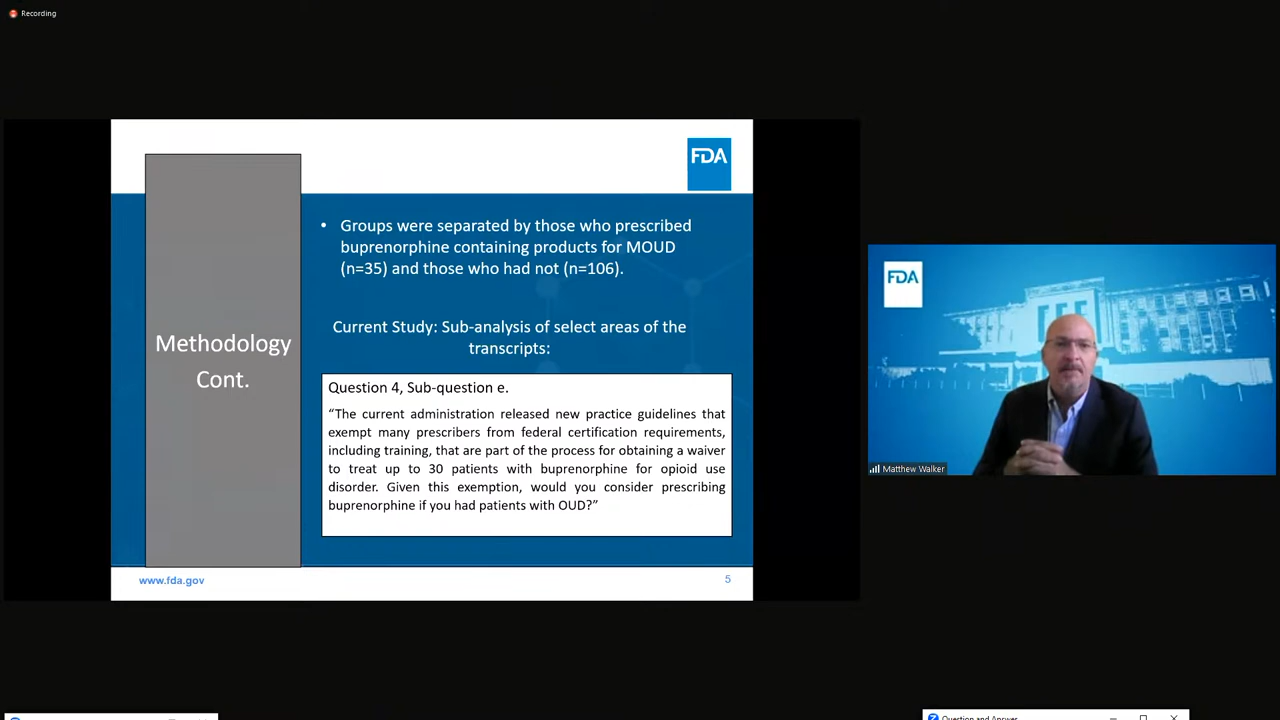 Recording
FDA
• Groups were separated by those who prescribed
buprenorphine containing products for MOUD
(n=35) and those who had not (n=106).
Methodology
Cont.
Current Study: Sub-analysis of select areas of the
transcripts:
Question 4, Sub-question e.
“The current administration released new practice guidelines that
exempt many prescribers from federal certification requirements,
including training, that are part of the process for obtaining a waiver
to treat up to 30 patients with buprenorphine for opioid use
disorder. Given this exemption, would you consider prescribing
buprenorphine if you had patients with OUD?”
www.fda.gov
5
FDA
Matthew Walker
Question and Answer